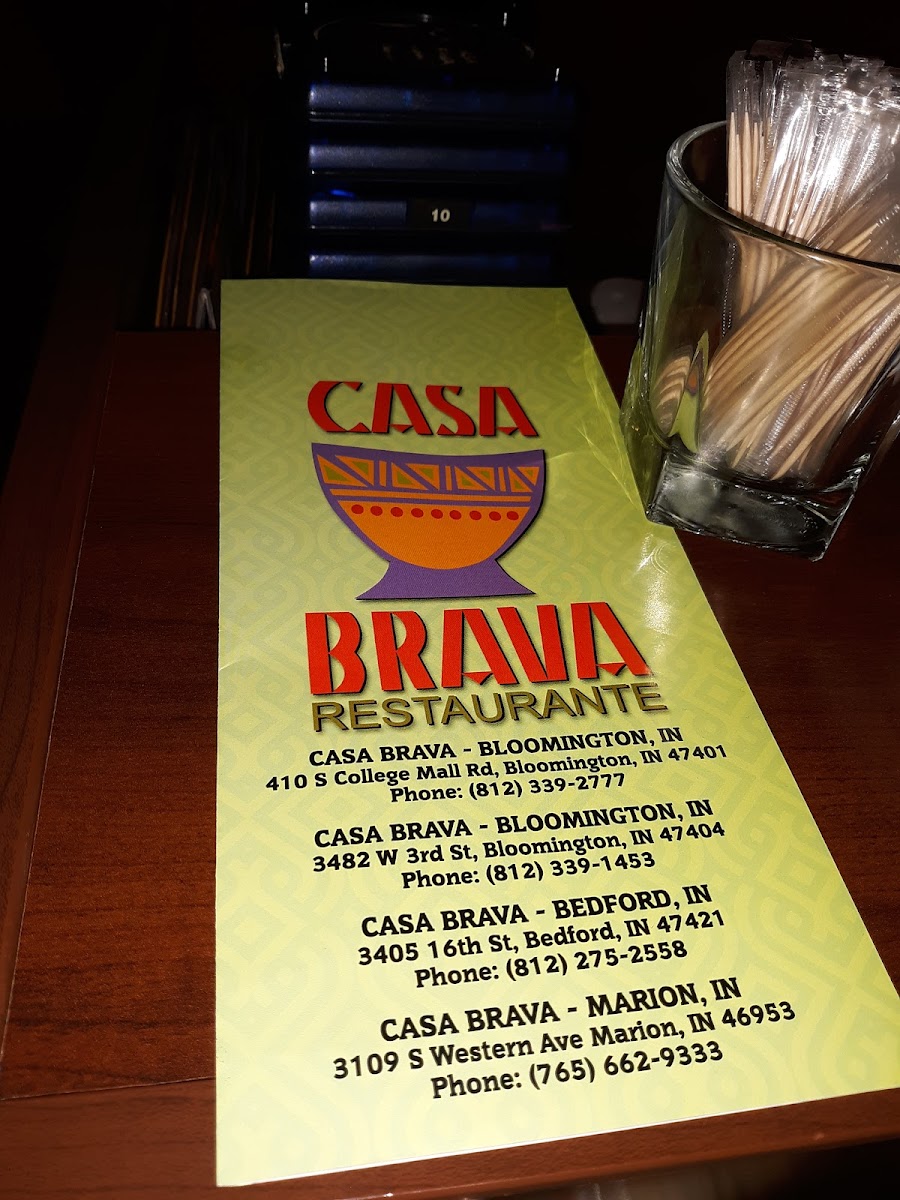 10
CASA
BRAVA
RESTAURANTE
CASA BRAVA - BLOOMINGTON, IN
410 S College Mall Rd, Bloomington, IN 47401
Phone: (812) 339-2777
CASA BRAVA - BLOOMINGTON, IN
3482 W 3rd St, Bloomington, IN 47404
Phone: (812) 339-1453
CASA BRAVA - BEDFORD, IN
3405 16th St, Bedford, IN 47421
Phone: (812) 275-2558
CASA BRAVA - MARION, IN
3109 S Western Ave Marion, IN 46953
Phone: (765) 662-9333